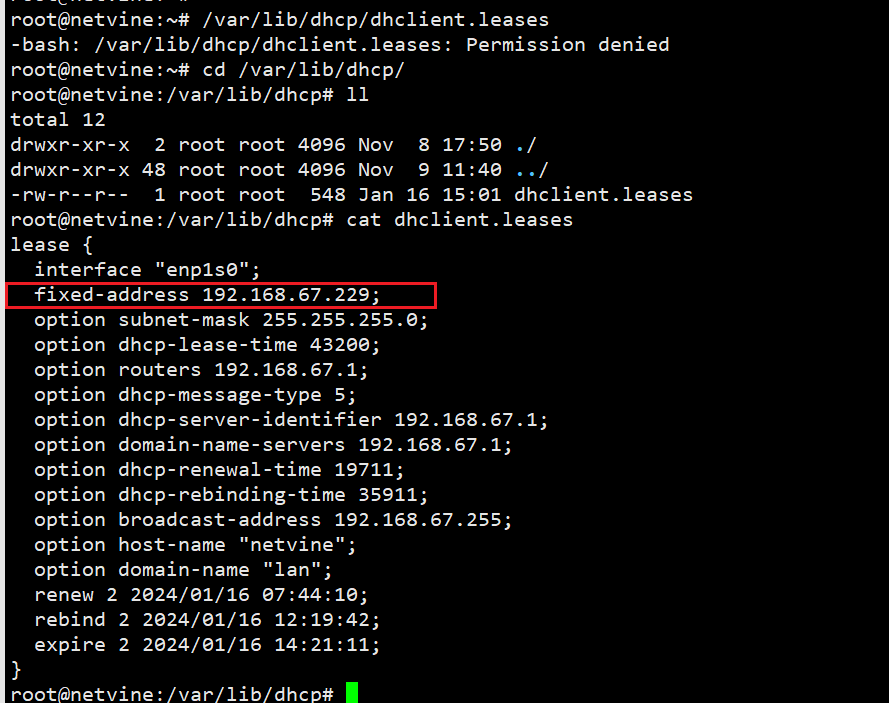 root@netvine:~# /var/lib/dhcp/dhclient.leases
-bash: /var/lib/dhcp/dhclient.leases: Permission denied
root@netvine:~# cd /var/lib/dhcp/
root@netvine:/var/lib/dhcp# ll
total 12
drwxr-xr-x  2 root root 4096 Nov  8 17:50 ./
drwxr-xr-x 48 root root 4096 Nov  9 11:40 ../
-rw-r--r--  1 root root  548 Jan 16 15:01 dhclient.leases
root@netvine:/var/lib/dhcp# cat dhclient.leases
lease {
  interface "enp1s0";
  fixed-address 192.168.67.229;
  option subnet-mask 255.255.255.0;
  option dhcp-lease-time 43200;
  option routers 192.168.67.1;
  option dhcp-message-type 5;
  option dhcp-server-identifier 192.168.67.1;
  option domain-name-servers 192.168.67.1;
  option dhcp-renewal-time 19711;
  option dhcp-rebinding-time 35911;
  option broadcast-address 192.168.67.255;
  option host-name "netvine";
  option domain-name "lan";
  renew 2 2024/01/16 07:44:10;
  rebind 2 2024/01/16 12:19:42;
  expire 2 2024/01/16 14:21:11;
}
root@netvine:/var/lib/dhcp#